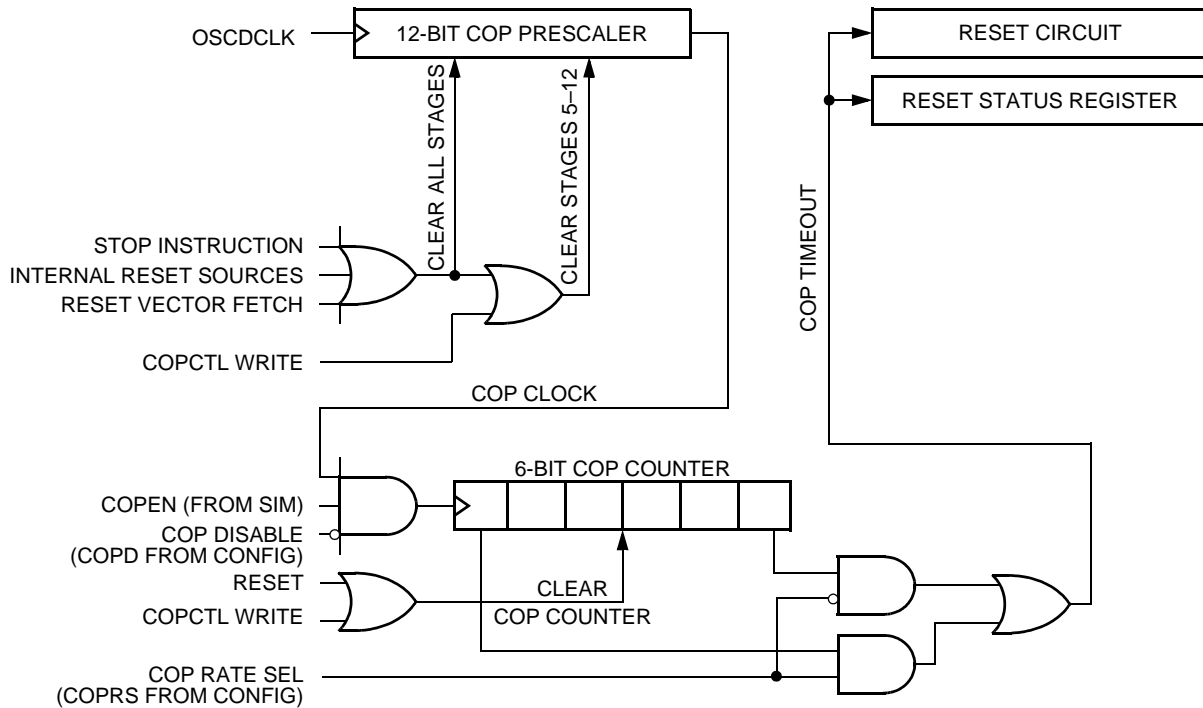 OSCDCLK
12-BIT COP PRESCALER
RESET CIRCUIT
RESET STATUS REGISTER
CLEAR ALL STAGES
CLEAR STAGES 5–12
COP TIMEOUT
STOP INSTRUCTION
INTERNAL RESET SOURCES
RESET VECTOR FETCH
COPCTL WRITE
COP CLOCK
6-BIT COP COUNTER
COPEN (FROM SIM)
COP DISABLE
(COPD FROM CONFIG)
RESET
COPCTL WRITE
CLEAR
COP COUNTER
COP RATE SEL
(COPRS FROM CONFIG)